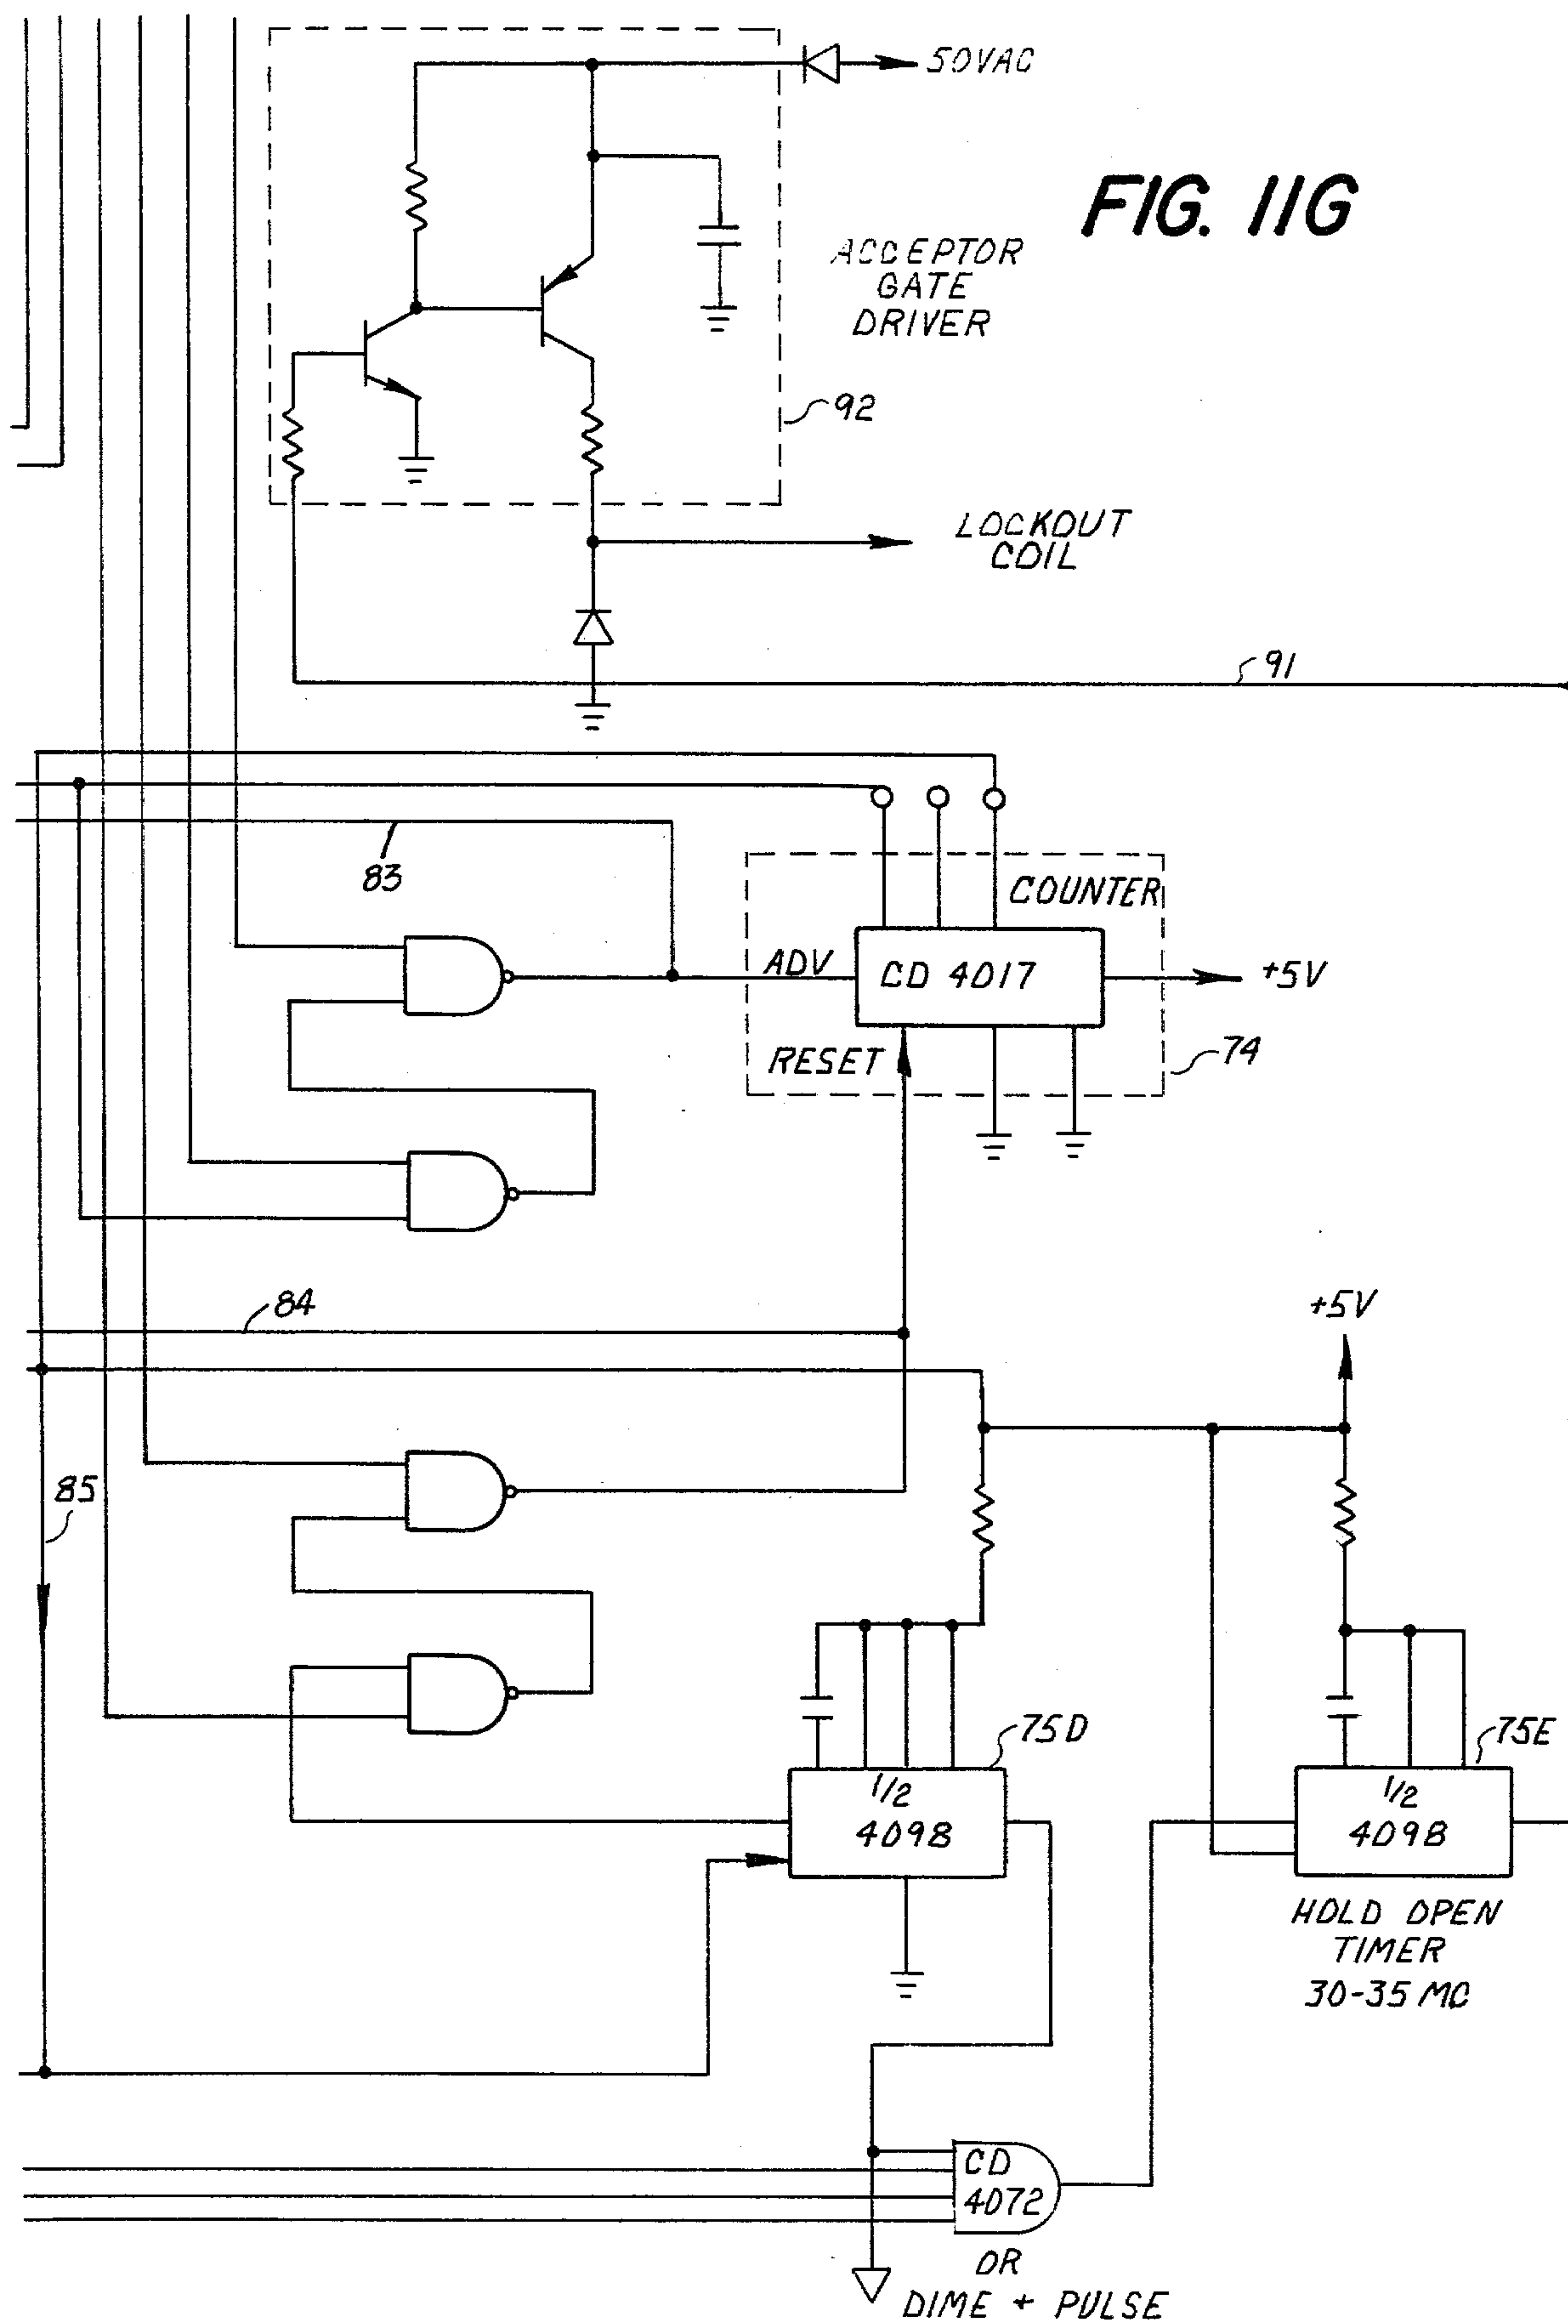 50VAC
FIG. 11G
ACCEPTOR
GATE
DRIVER
92
LOCKOUT
COIL
91
83
COUNTER
ADV
CD 4017
+5V
RESET
74
84
+5V
85
75D
75E
1/2
4098
1/2
4098
HOLD OPEN
TIMER
30-35 MC
CD
4072
OR
DIME + PULSE